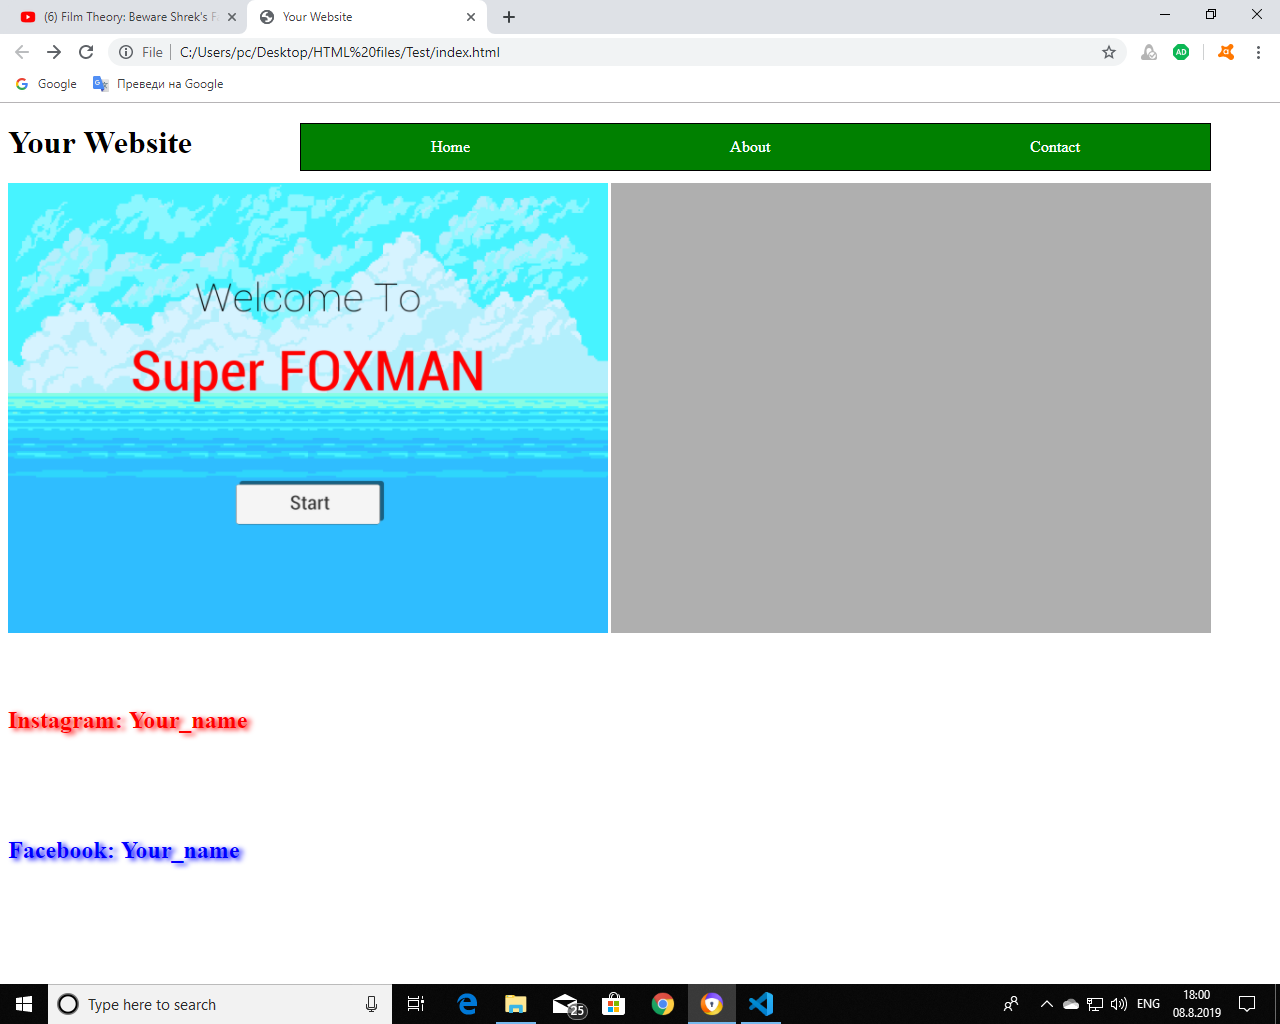 (6) Film Theory: Beware Shrek's F
Your Website
File
C:/Users/pc/Desktop/HTML%20files/Test/index.html
AD
Google
Преведи на Google
Your Website
Home
About
Contact
Welcome To
Super FOXMAN
Start
Instagram: Your_name
Facebook: Your_name
Type here to search
25
ENG
18:00
08.8.2019